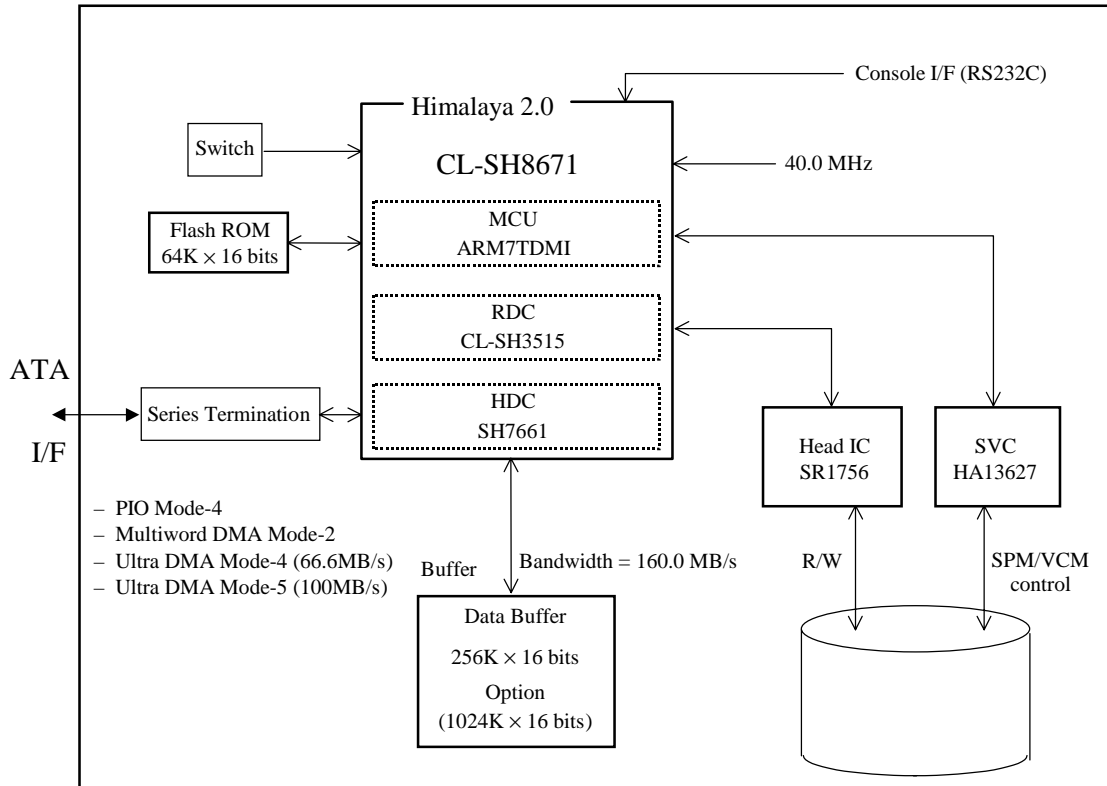 Console I/F (RS232C)
Himalaya 2.0
Switch
CL-SH8671
40.0 MHz
MCU
ARM7TDMI
Flash ROM
64K × 16 bits
RDC
CL-SH3515
ATA
I/F
Series Termination
HDC
SH7661
Head IC
SR1756
SVC
HA13627
– PIO Mode-4
– Multiword DMA Mode-2
– Ultra DMA Mode-4 (66.6MB/s)
– Ultra DMA Mode-5 (100MB/s)
Buffer
Bandwidth = 160.0 MB/s
R/W
SPM/VCM
control
Data Buffer
256K × 16 bits
Option
(1024K × 16 bits)